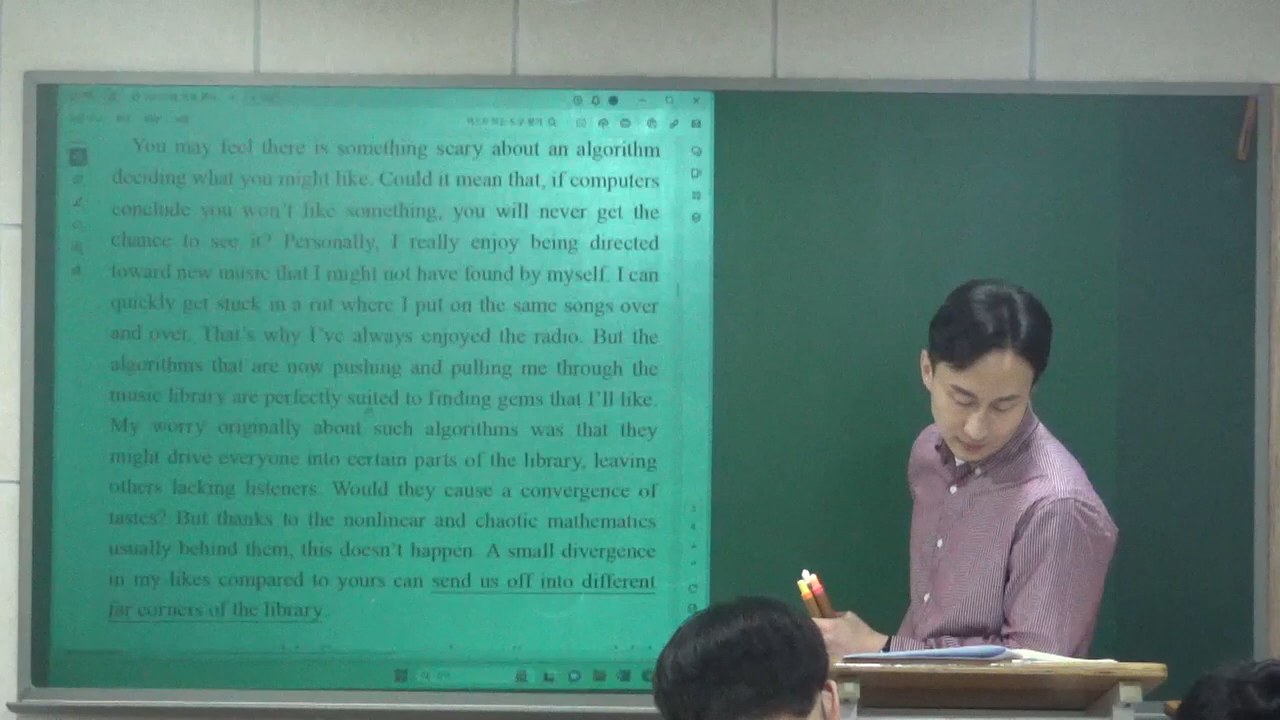 You may feel there is something scary about an algorithm
deciding what you might like. Could it mean that, if computers
conclude you won't like something, you will never get the
chance to see it? Personally, I really enjoy being directed
toward new music that I might not have found by myself. I can
quickly get stuck in a rut where I put on the same songs over
and over. That's why I've always enjoyed the radio. But the
algorithms that are now pushing and pulling me through the
music library are perfectly suited to finding gems that I'll like.
My worry originally about such algorithms was that they
might drive everyone into certain parts of the library, leaving
others lacking listeners. Would they cause a convergence of
tastes? But thanks to the nonlinear and chaotic mathematics
usually behind them, this doesn't happen. A small divergence
in my likes compared to yours can send us off into different
far corners of the library.